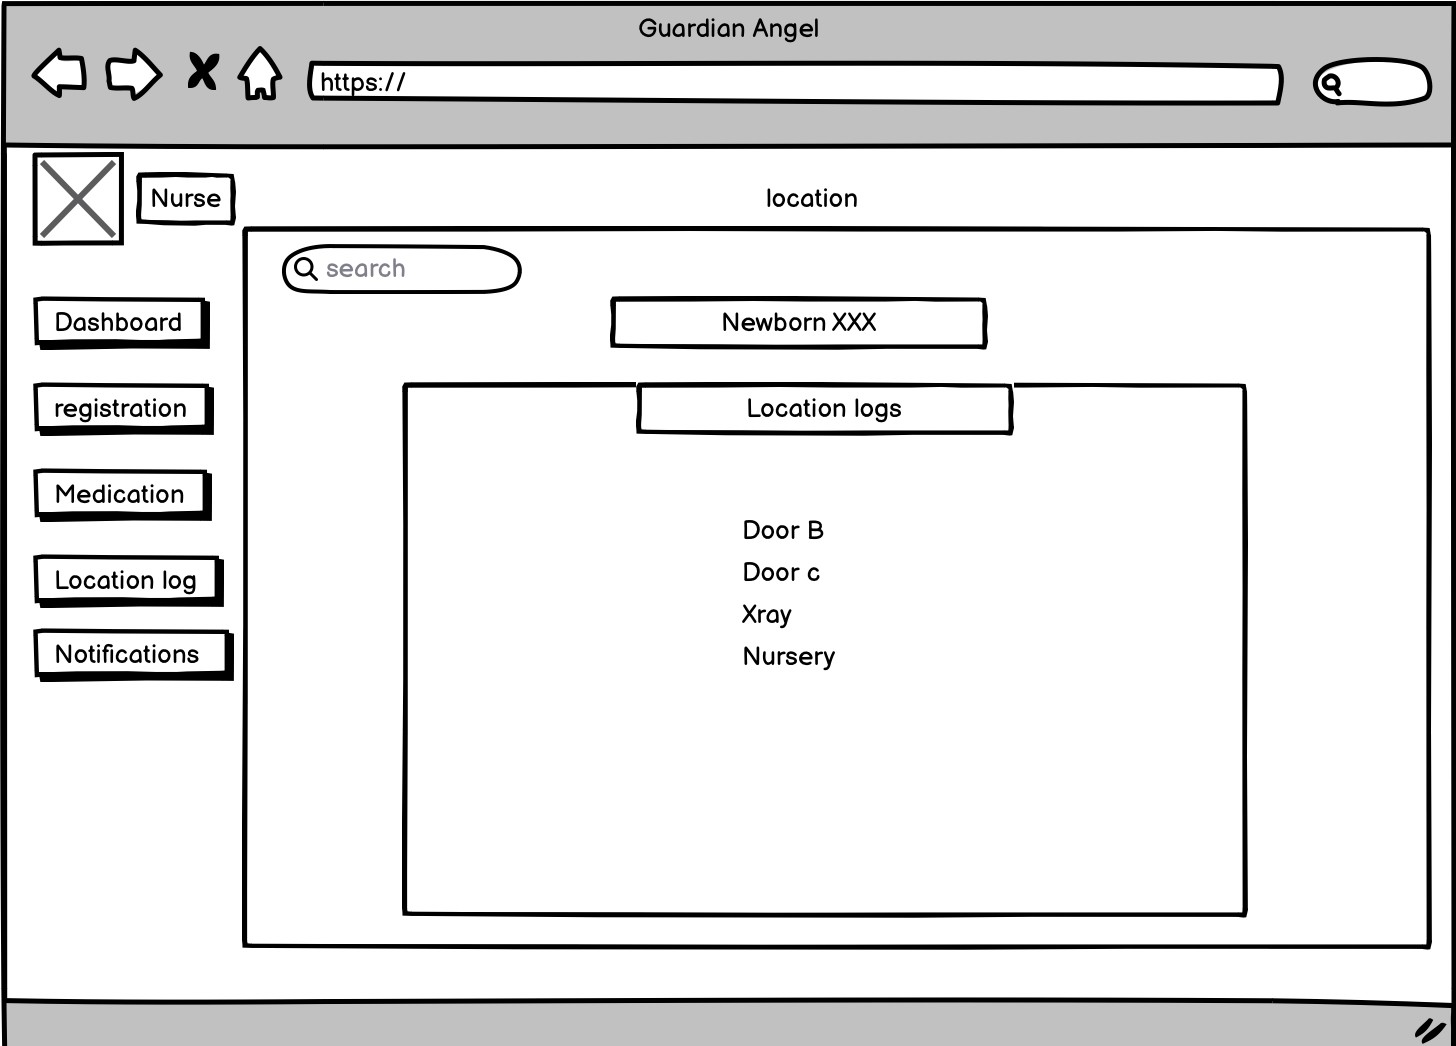 Guardian Angel
https://
Nurse
location
search
Dashboard
Newborn XXX
registration
Location logs
Medication
Door B
Door c
Location log
Xray
Notifications
Nursery